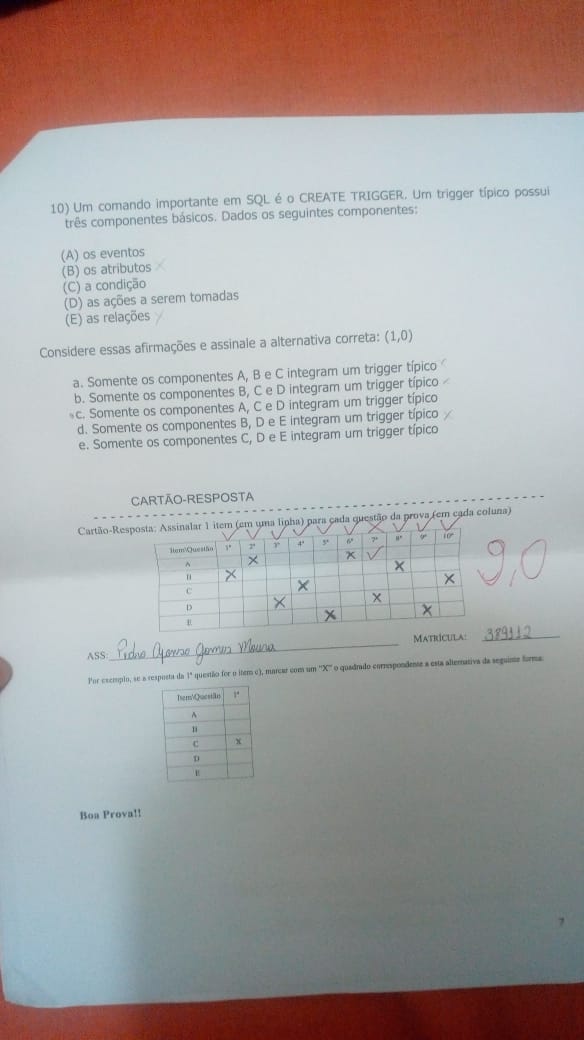 10) Um comando importante em SQL é o CREATE TRIGGER. Um trigger típico possui
três componentes básicos. Dados os seguintes componentes:
(A) os eventos
(B) os atributos
(C) a condição
(D) as ações a serem tomadas
(E) as relações
Considere essas afirmações e assinale a alternativa correta: (1,0)
a. Somente os componentes A, B e C integram um trigger típico
b. Somente os componentes B, C e D integram um trigger típico
c. Somente os componentes A, C e D integram um trigger típico
d. Somente os componentes B, D e E integram um trigger típico
e. Somente os componentes C, D e E integram um trigger típico
CARTÃO-RESPOSTA
Cartão-Resposta: Assinalar 1 item (em uma linha) para cada questão da prova (em cada coluna)
Item\Questão 1ª 2ª 3ª 4ª 5ª 6ª 7ª 8ª 9ª 10ª
A X X
B X X
C X X
D X X
E X X
9,0
ASS: Pedro Afonso Gomes Moura MATRÍCULA: 389112
Por exemplo, se a resposta da 1ª questão for o item c), marcar com um "X" o quadrado correspondente a esta alternativa da seguinte forma:
Item\Questão 1ª
A
B
C X
D
E
Boa Prova!!
7